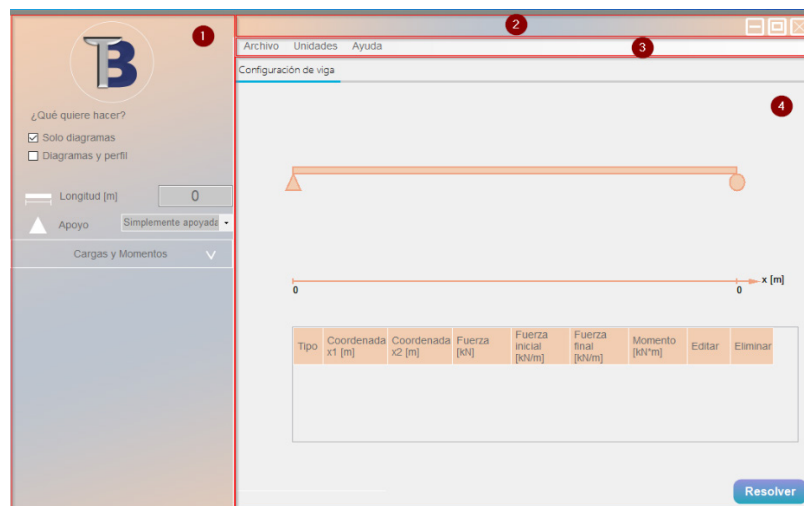 1
TB
¿Qué quiere hacer?
Solo diagramas
Diagramas y perfil
Longitud [m]
0
Apoyo
Simplemente apoyada
Cargas y Momentos
2
Archivo Unidades Ayuda
3
Configuración de viga
4
x [m]
0
0
Tipo
Coordenada
x1 [m]
Coordenada
x2 [m]
Fuerza
[kN]
Fuerza
inicial
[kN/m]
Fuerza
final
[kN/m]
Momento
[kN*m]
Editar
Eliminar
Resolver